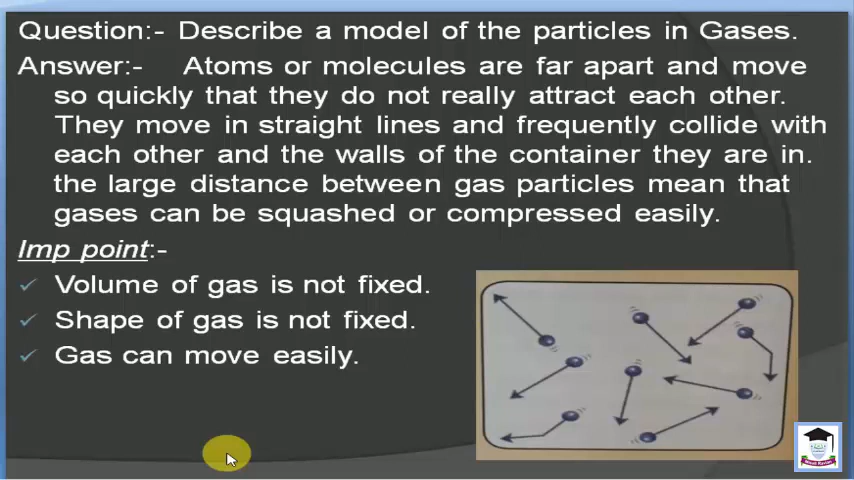 Question:- Describe a model of the particles in Gases.
Answer:- Atoms or molecules are far apart and move
so quickly that they do not really attract each other.
They move in straight lines and frequently collide with
each other and the walls of the container they are in.
the large distance between gas particles mean that
gases can be squashed or compressed easily.
Imp point:-
Volume of gas is not fixed.
Shape of gas is not fixed.
Gas can move easily.